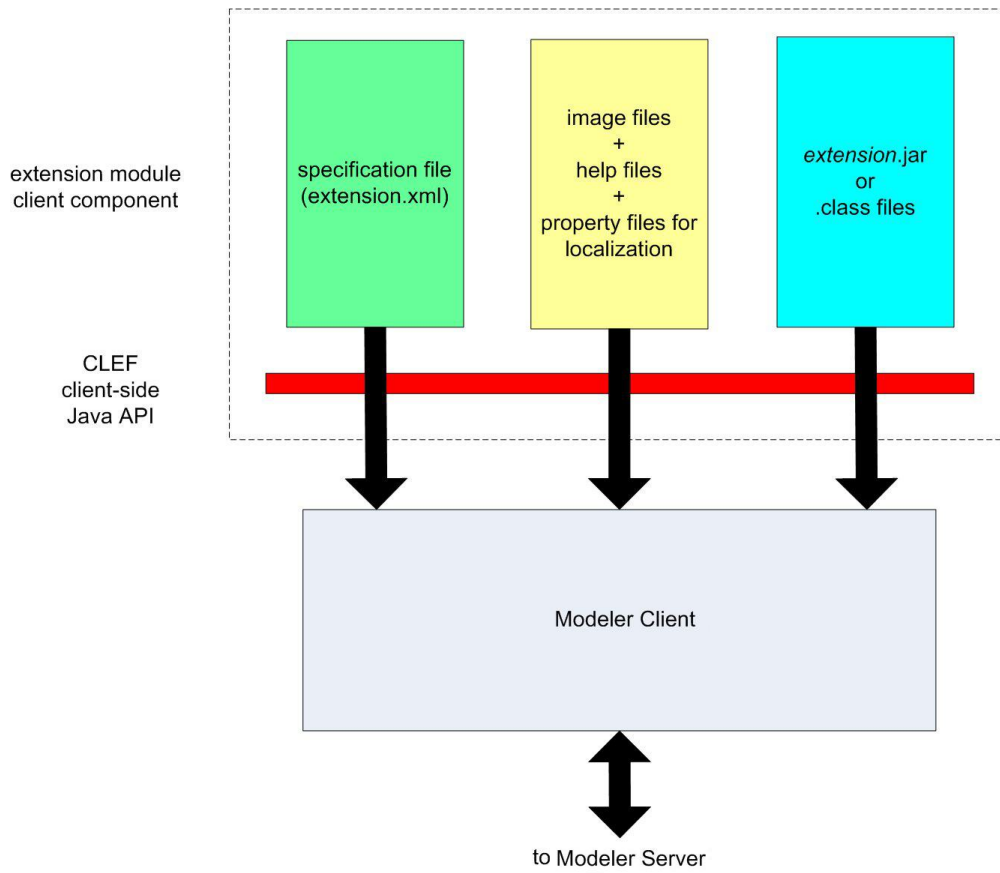 extension module
client component
specification file
(extension.xml)
image files
+
help files
+
property files for
localization
extension.jar
or
.class files
CLEF
client-side
Java API
Modeler Client
to Modeler Server